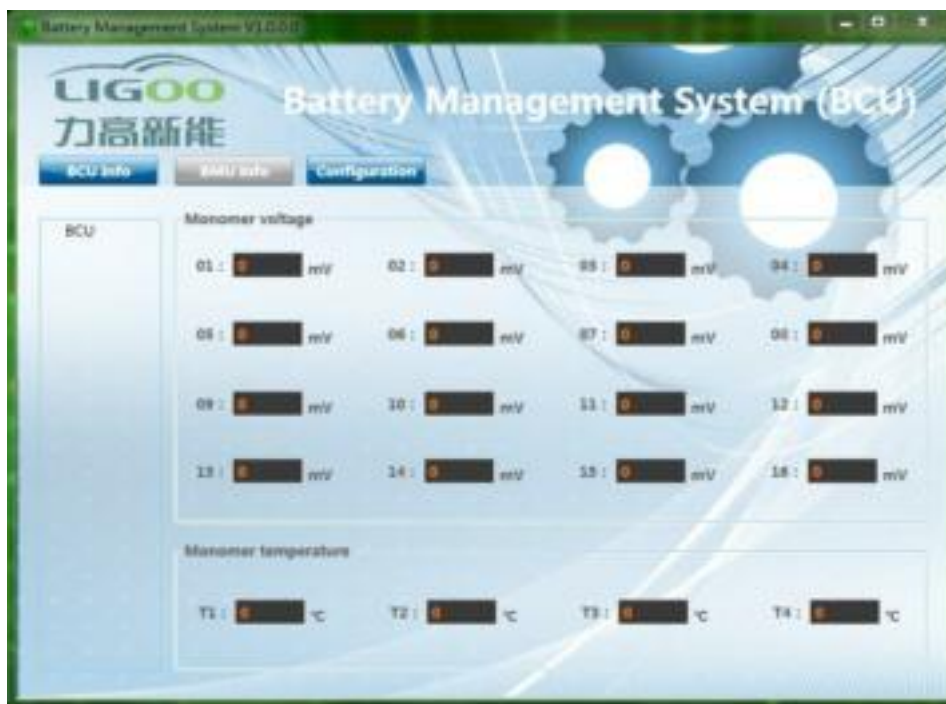 Battery Management System V1.0.0.0
LIGOO
力高新能
Battery Management System (BCU)
BCU Info BMU Info Configuration
BCU
Monomer voltage
01 : 0 mV 02 : 0 mV 03 : 0 mV 04 : 0 mV
05 : 0 mV 06 : 0 mV 07 : 0 mV 08 : 0 mV
09 : 0 mV 10 : 0 mV 11 : 0 mV 12 : 0 mV
13 : 0 mV 14 : 0 mV 15 : 0 mV 16 : 0 mV
Monomer temperature
T1 : 0 ℃ T2 : 0 ℃ T3 : 0 ℃ T4 : 0 ℃